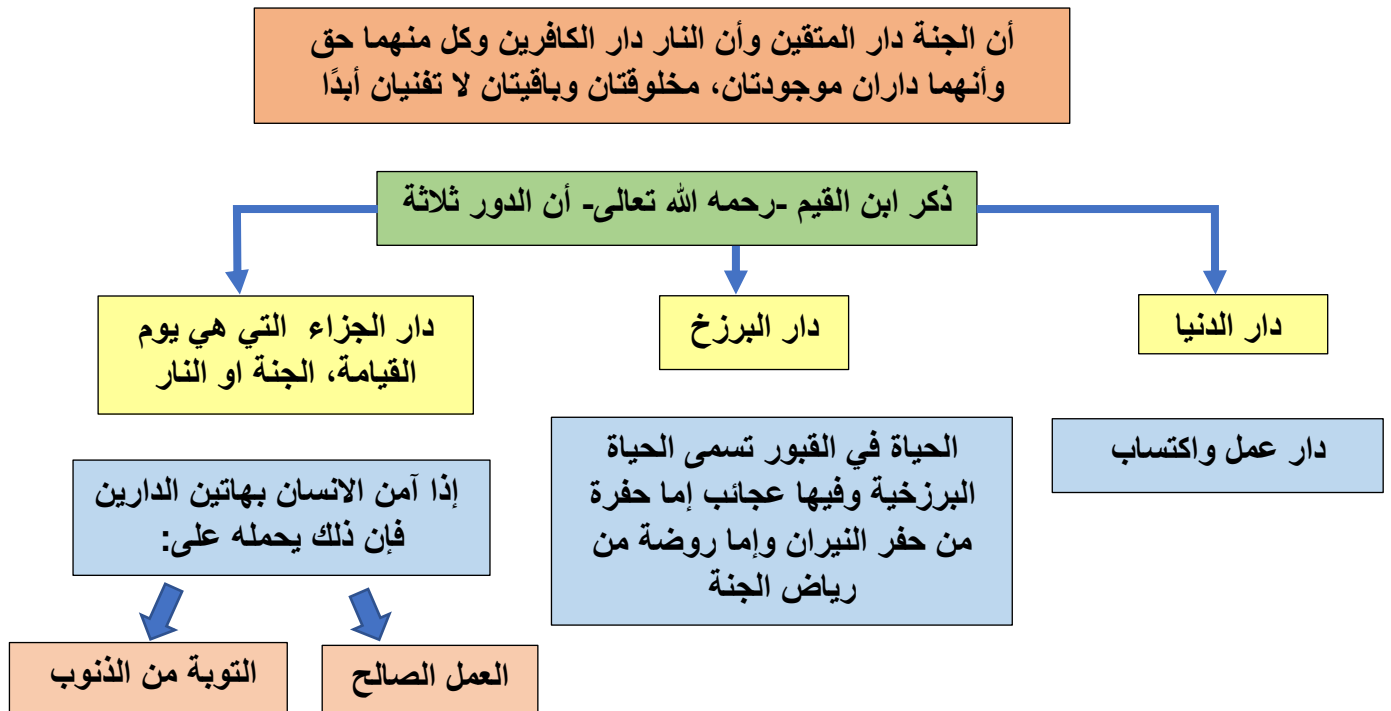 أن الجنة دار المتقين وأن النار دار الكافرين وكل منهما حق
وأنهما داران موجودتان، مخلوقتان وباقيتان لا تفنيان أبدًا
ذكر ابن القيم -رحمه الله تعالى- أن الدور ثلاثة
دار الدنيا
دار عمل واكتساب
دار البرزخ
الحياة في القبور تسمى الحياة
البرزخية وفيها عجائب إما حفرة
من حفر النيران وإما روضة من
رياض الجنة
دار الجزاء التي هي يوم
القيامة، الجنة او النار
إذا آمن الانسان بهاتين الدارين
فإن ذلك يحمله على:
العمل الصالح
التوبة من الذنوب